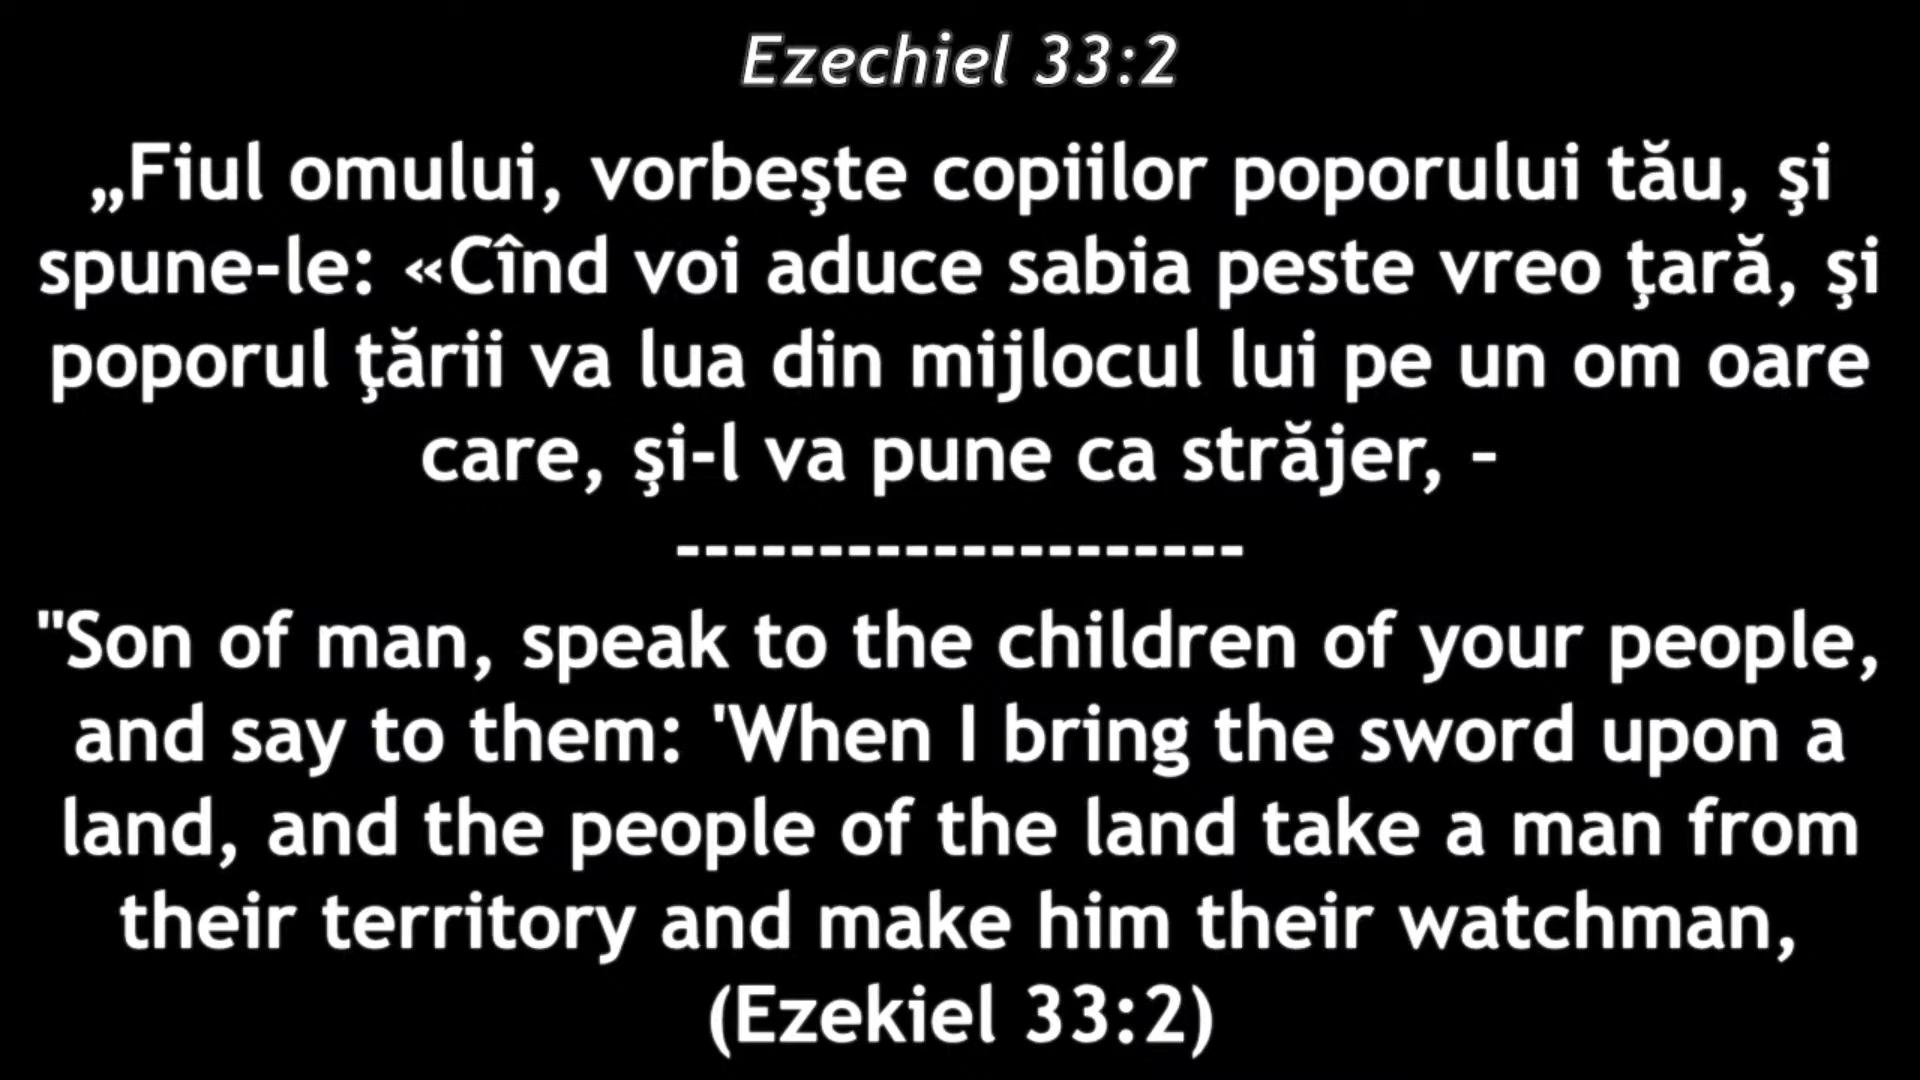 Ezechiel 33:2
„Fiul omului, vorbeşte copiilor poporului tău, şi
spune-le: «Cînd voi aduce sabia peste vreo ţară, şi
poporul ţării va lua din mijlocul lui pe un om oare
care, şi-l va pune ca străjer, –
--------------------
"Son of man, speak to the children of your people,
and say to them: 'When I bring the sword upon a
land, and the people of the land take a man from
their territory and make him their watchman,
(Ezekiel 33:2)